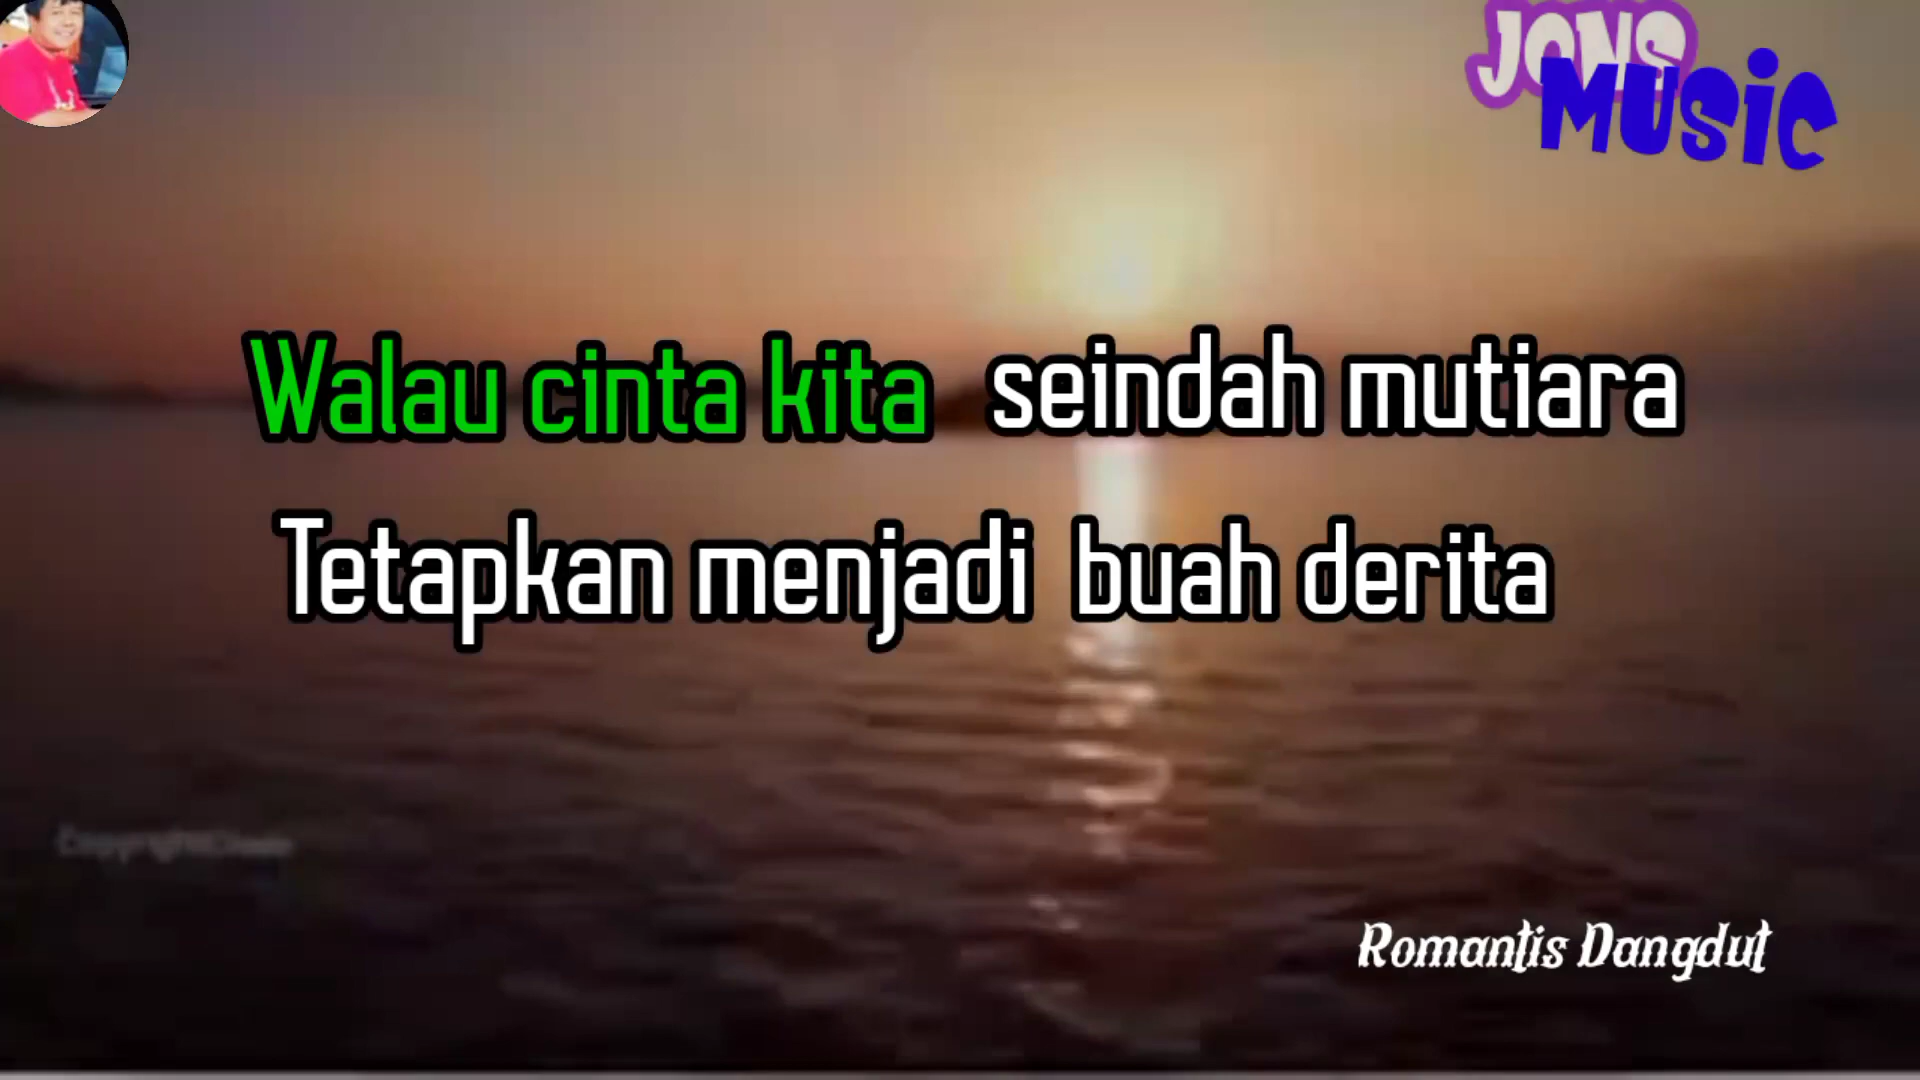 JONS
MUSiC
Walau cinta kita seindah mutiara
Tetapkan menjadi buah derita
Romantis Dangdut